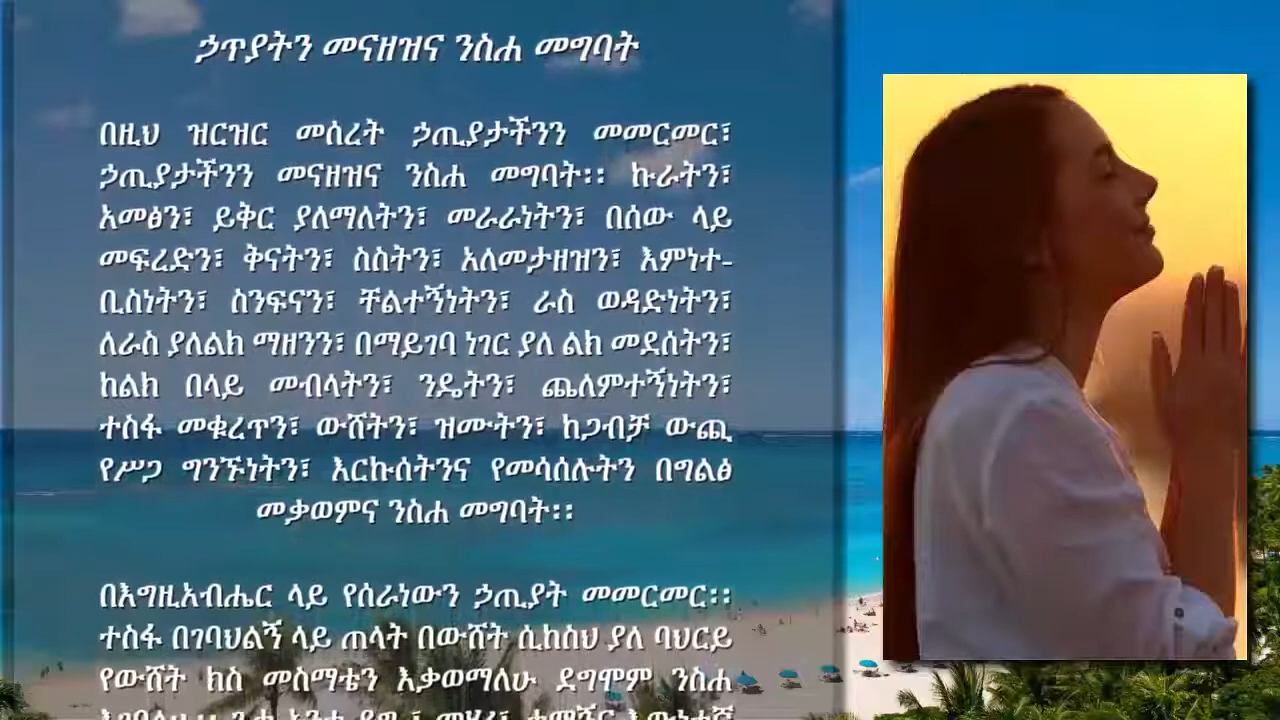 ኃጥያትን መናዘዝና ንስሐ መግባት
በዚህ ዝርዝር መሰረት ኃጢያታችንን መመርመር፣
ኃጢያታችንን መናዘዝና ንስሐ መግባት፡፡ ኩራትን፣
አመፅን፣ ይቅር ያለማለትን፣ መራራነትን፣ በሰው ላይ
መፍረድን፣ ቅናትን፣ ስስትን፣ አለመታዘዝን፣ እምነተ-
ቢስነትን፣ ስንፍናን፣ ቸልተኝነትን፣ ራስ ወዳድነትን፣
ለራስ ያለልክ ማዘንን፣ በማይገባ ነገር ያለ ልክ መደሰትን፣
ከልክ በላይ መብላትን፣ ንዴትን፣ ጨለምተኝነትን፣
ተስፋ መቁረጥን፣ ውሸትን፣ ዝሙትን፣ ከጋብቻ ውጪ
የሥጋ ግንኙነትን፣ እርኩሰትንና የመሳሰሉትን በግልፅ
መቃወምና ንስሐ መግባት፡፡
በእግዚአብሔር ላይ የሰራነውን ኃጢያት መመርመር፡፡
ተስፋ በገባህልኝ ላይ ጠላት በውሸት ሲከስህ ያለ ባህርይ
የውሸት ክስ መስማቴን እቃወማለሁ ደግሞም ንስሐ